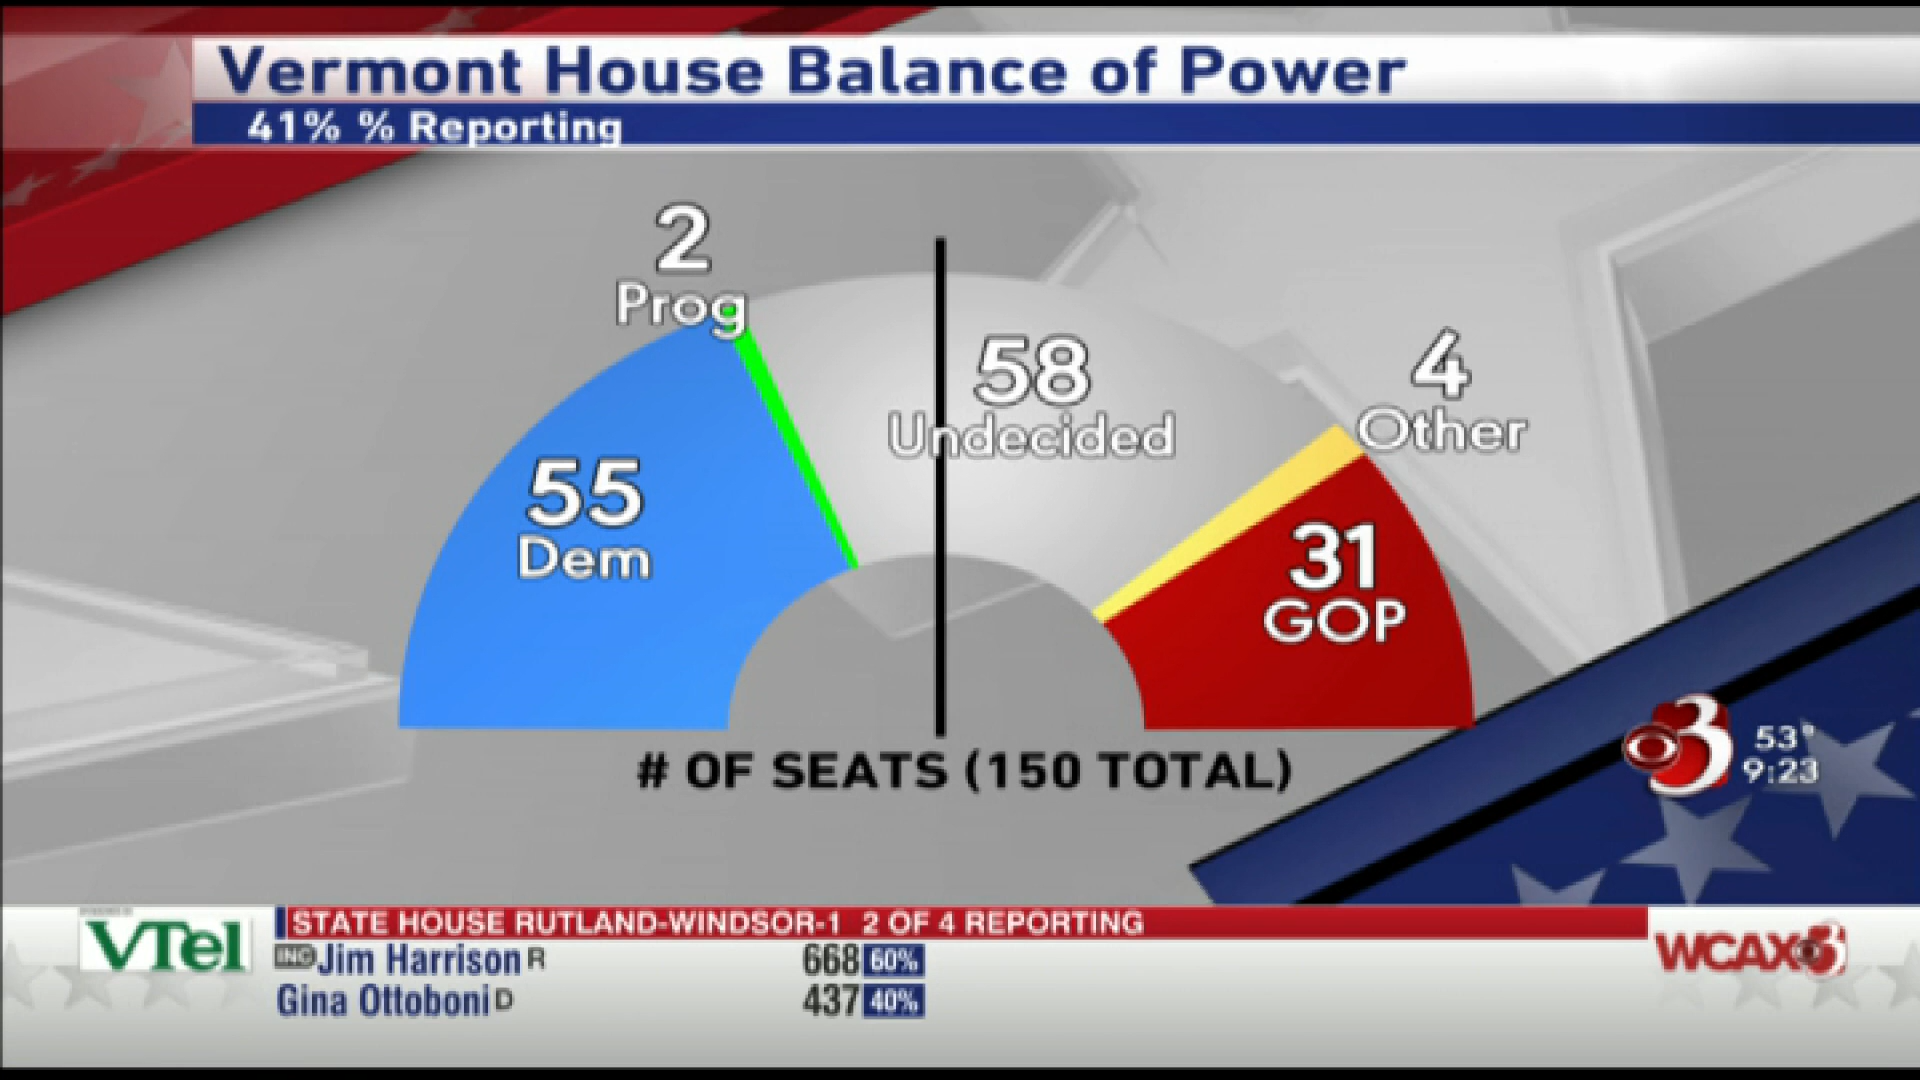 Vermont House Balance of Power
41% % Reporting
2
Prog
58
Undecided
4
Other
55
Dem
31
GOP
# OF SEATS (150 TOTAL)
3
53°
9:23
VTel
STATE HOUSE RUTLAND-WINDSOR-1 2 OF 4 REPORTING
INC Jim Harrison R 668 60%
Gina Ottoboni D 437 40%
WCAX 3